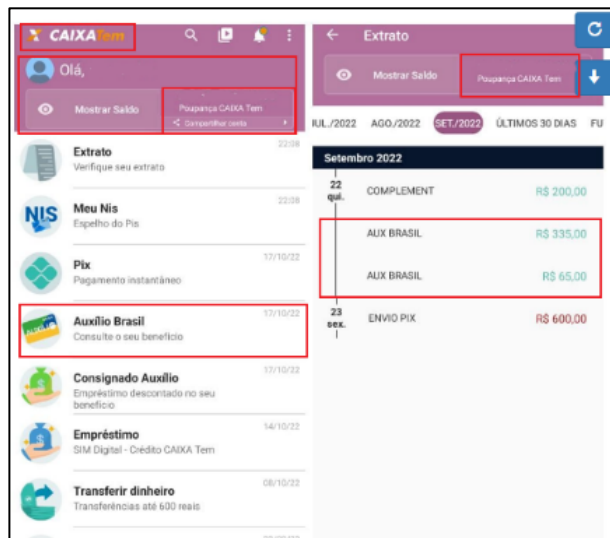 CAIXA Tem
Olá,
Mostrar Saldo
Poupança CAIXA Tem
Compartilhar conta
Extrato
22:08
Verifique seu extrato
NIS
Meu Nis
22:08
Espelho do Pis
Pix
17/10/22
Pagamento instantâneo
AUXÍLIO
Auxílio Brasil
17/10/22
Consulte o seu benefício
Consignado Auxílio
17/10/22
Empréstimo descontado no seu
benefício
Empréstimo
14/10/22
SIM Digital - Crédito CAIXA Tem
Transferir dinheiro
08/10/22
Transferências até 600 reais
Extrato
Mostrar Saldo
Poupança CAIXA Tem
IUL./2022 AGO./2022 SET./2022 ÚLTIMOS 30 DIAS FU
Setembro 2022
22
qui.
COMPLEMENT R$ 200,00
AUX BRASIL R$ 335,00
AUX BRASIL R$ 65,00
23
sex.
ENVIO PIX R$ 600,00